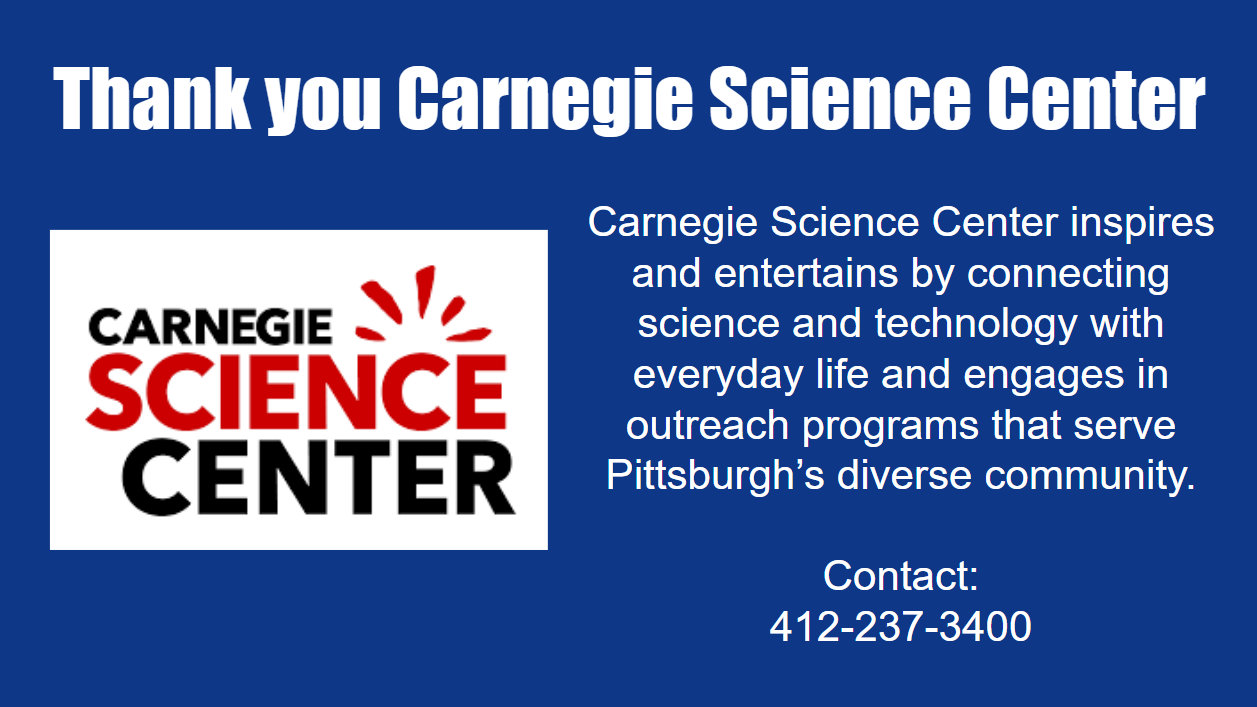 Thank you Carnegie Science Center
CARNEGIE
SCIENCE
CENTER
Carnegie Science Center inspires
and entertains by connecting
science and technology with
everyday life and engages in
outreach programs that serve
Pittsburgh’s diverse community.
Contact:
412-237-3400